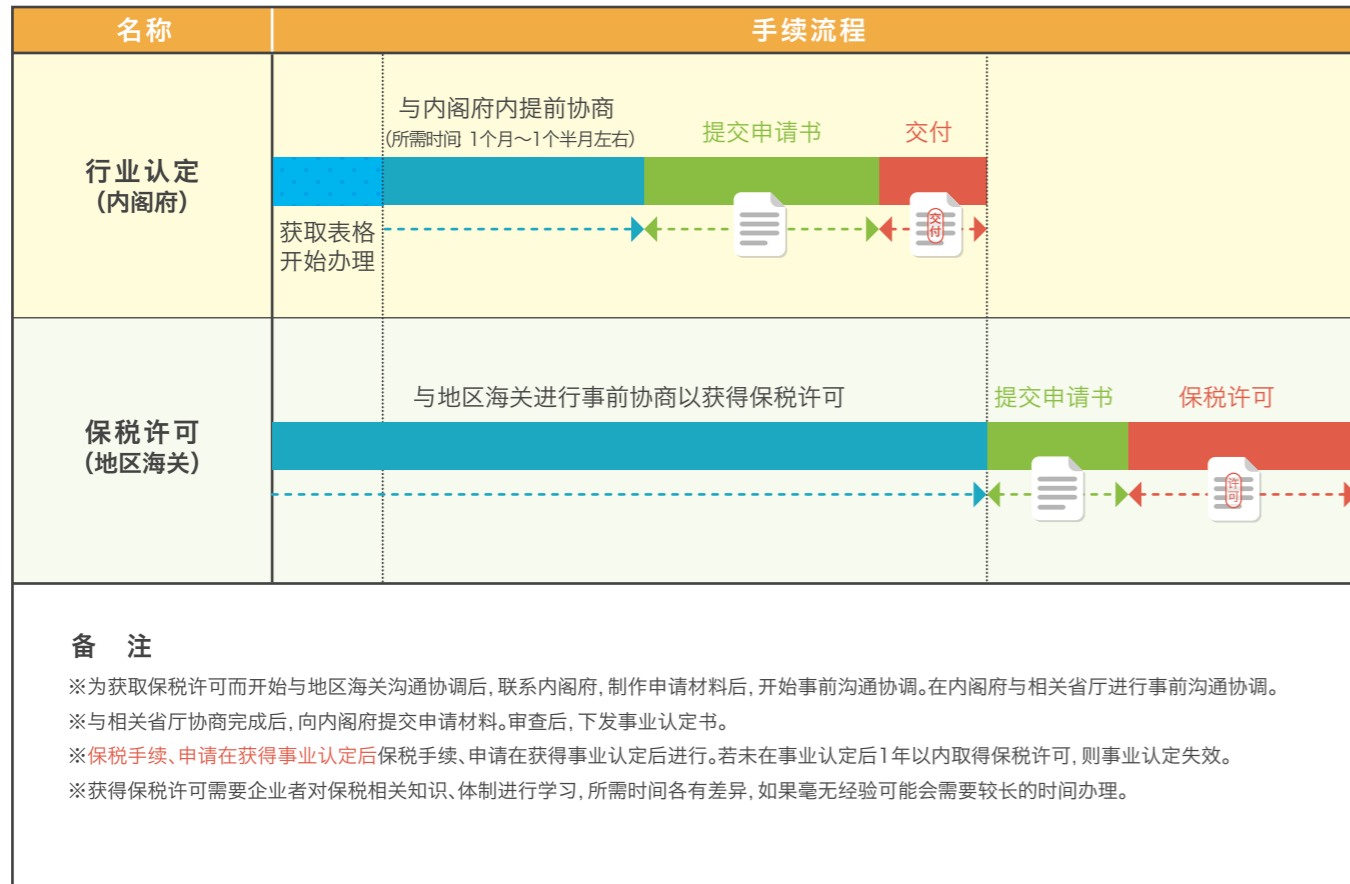 名称
手续流程
行业认定
（内阁府）
与内阁府内提前协商
（所需时间 1个月～1个半月左右）
提交申请书
交付
获取表格
开始办理
交付
保税许可
（地区海关）
与地区海关进行事前协商以获得保税许可
提交申请书
保税许可
许可
备 注
※为获取保税许可而开始与地区海关沟通协调后，联系内阁府，制作申请材料后，开始事前沟通协调。在内阁府与相关省厅进行事前沟通协调。
※与相关省厅协商完成后，向内阁府提交申请材料。审查后，下发事业认定书。
※保税手续、申请在获得事业认定后保税手续、申请在获得事业认定后进行。若未在事业认定后1年以内取得保税许可，则事业认定失效。
※获得保税许可需要企业者对保税相关知识、体制进行学习，所需时间各有差异，如果毫无经验可能会需要较长的时间办理。